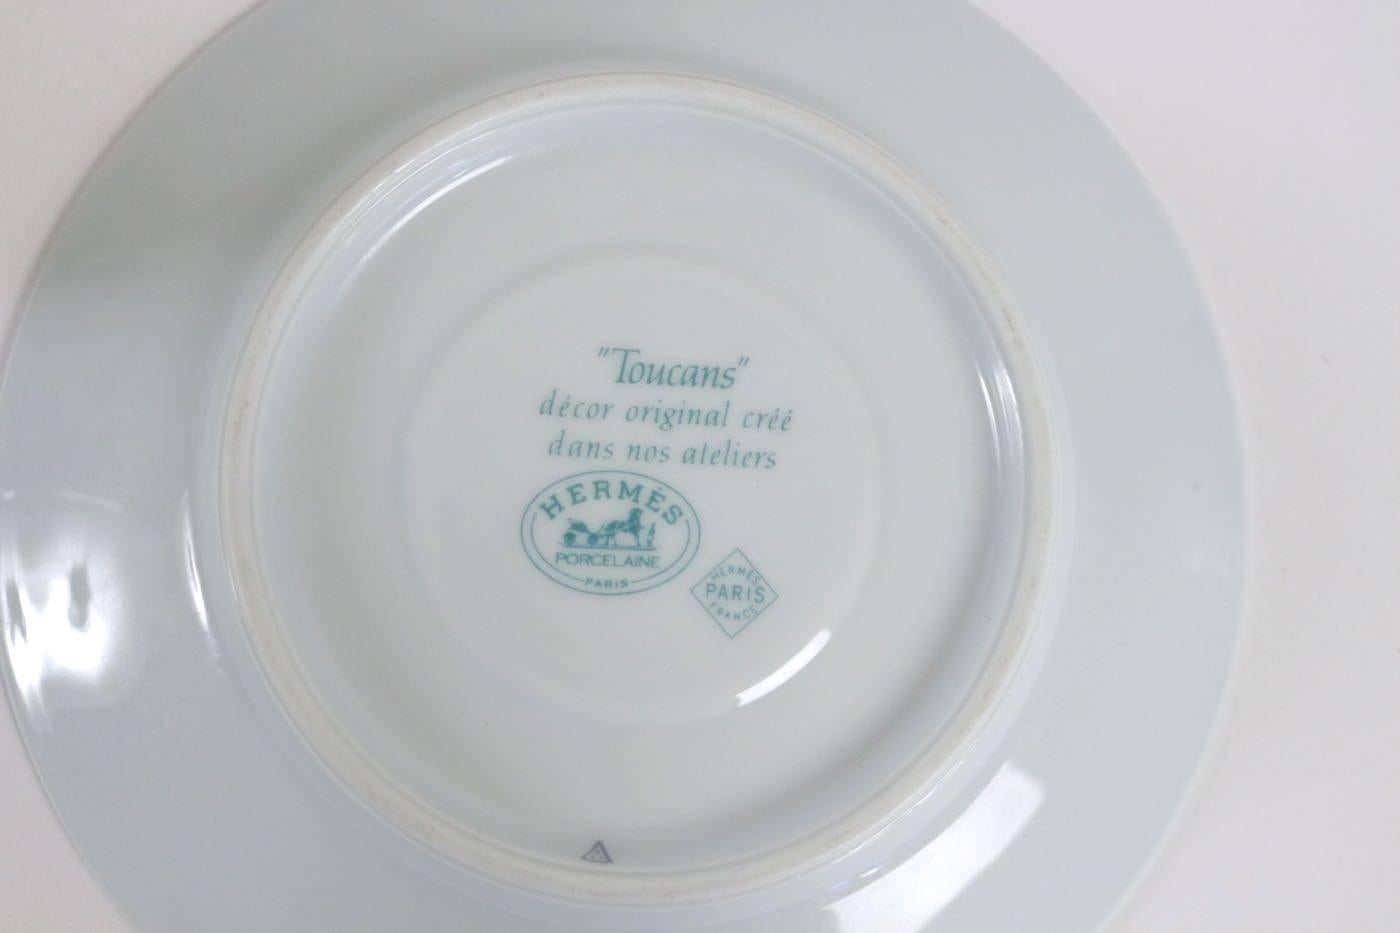 "Toucans"
décor original créé
dans nos ateliers
HERMÈS
PORCELAINE
PARIS
HERMÈS
PARIS
FRANCE